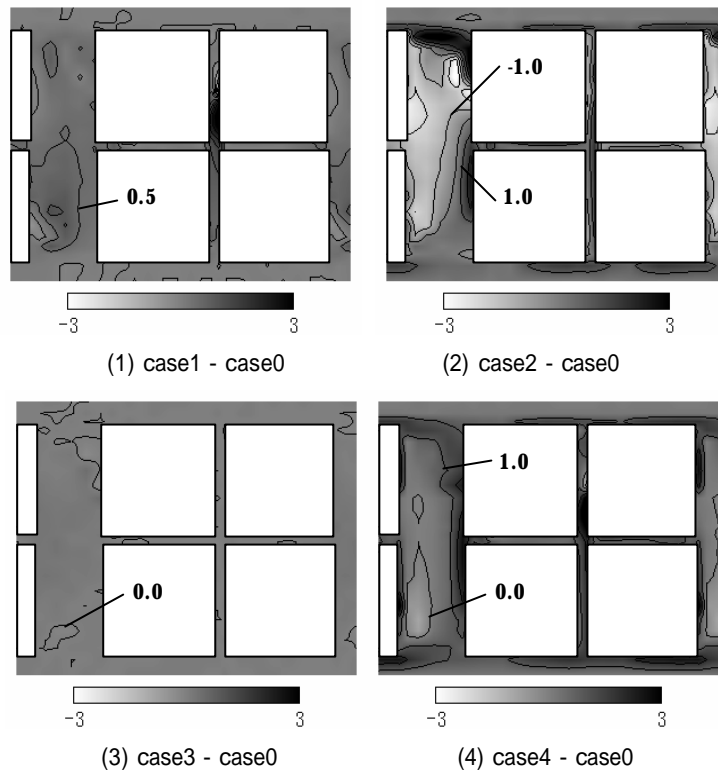 0.5
-3 3
(1) case1 - case0
-1.0
1.0
-3 3
(2) case2 - case0
0.0
-3 3
(3) case3 - case0
1.0
0.0
-3 3
(4) case4 - case0